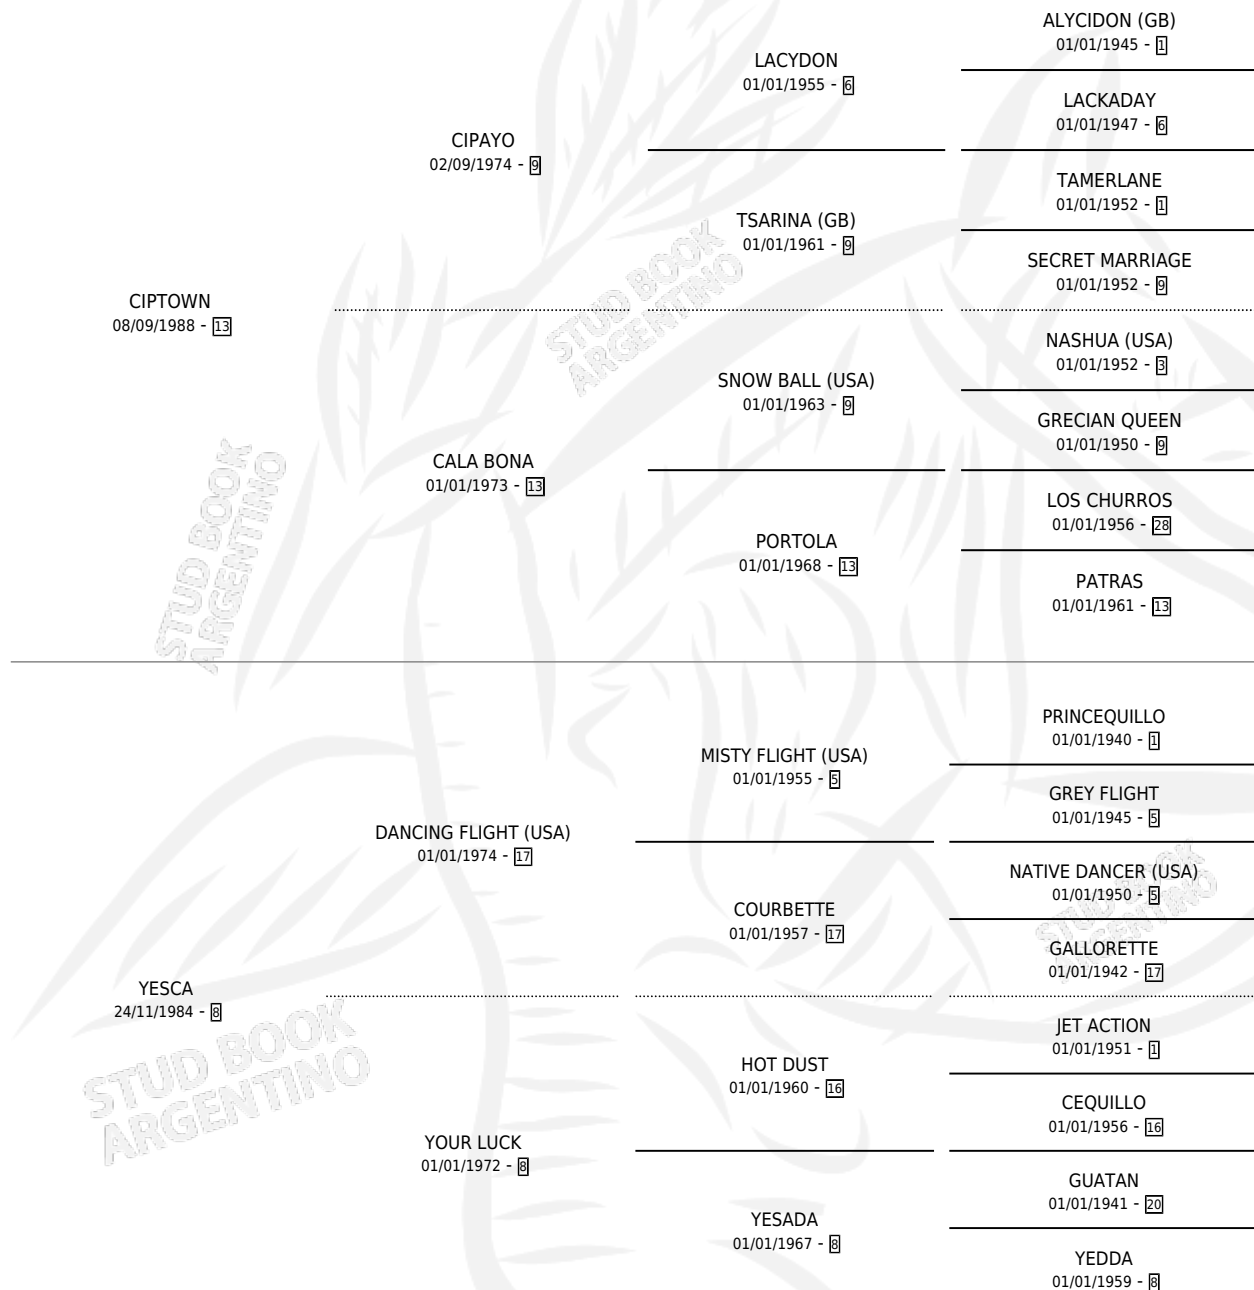 ALYCIDON (GB)
01/01/1945 - 1
LACYDON
01/01/1955 - 6
LACKADAY
01/01/1947 - 6
CIPAYO
02/09/1974 - 9
TAMERLANE
01/01/1952 - 1
TSARINA (GB)
01/01/1961 - 9
SECRET MARRIAGE
01/01/1952 - 9
CIPTOWN
08/09/1988 - 13
NASHUA (USA)
01/01/1952 - 3
SNOW BALL (USA)
01/01/1963 - 9
GRECIAN QUEEN
01/01/1950 - 9
CALA BONA
01/01/1973 - 13
LOS CHURROS
01/01/1956 - 28
PORTOLA
01/01/1968 - 13
PATRAS
01/01/1961 - 13
STUD BOOK
ARGENTINO
STUD BOOK
ARGENTINO
PRINCEQUILLO
01/01/1940 - 1
MISTY FLIGHT (USA)
01/01/1955 - 5
GREY FLIGHT
01/01/1945 - 5
DANCING FLIGHT (USA)
01/01/1974 - 17
NATIVE DANCER (USA)
01/01/1950 - 5
COURBETTE
01/01/1957 - 17
GALLORETTE
01/01/1942 - 17
STUD BOOK
ARGENTINO
YESCA
24/11/1984 - 8
JET ACTION
01/01/1951 - 1
HOT DUST
01/01/1960 - 16
CEQUILLO
01/01/1956 - 16
YOUR LUCK
01/01/1972 - 8
GUATAN
01/01/1941 - 20
YESADA
01/01/1967 - 8
YEDDA
01/01/1959 - 8
STUD BOOK
ARGENTINO